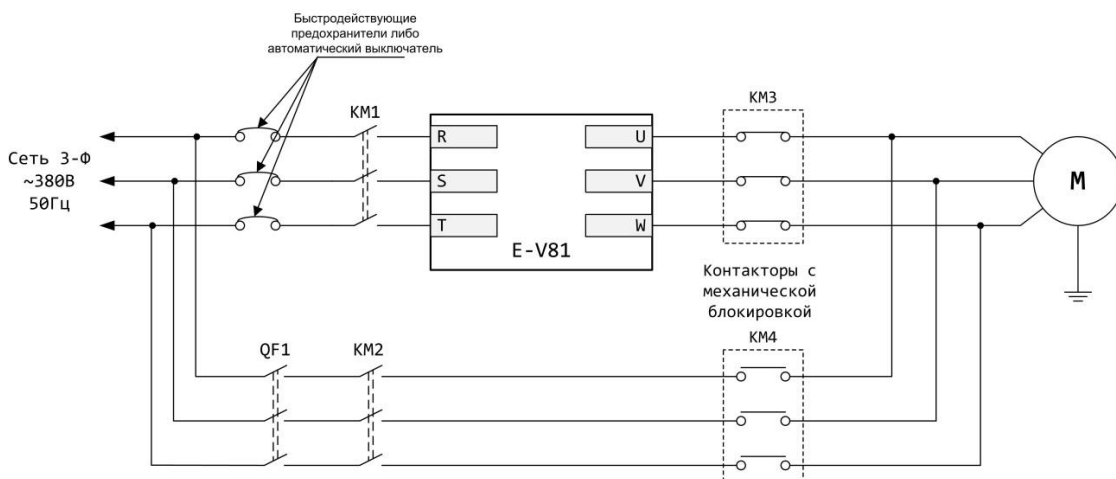 Быстродействующие
предохранители либо
автоматический выключатель
KM1
KM3
Сеть 3-Ф
~380В
50Гц
R
U
S
V
T
W
E-V81
M
Контакторы с
механической
блокировкой
QF1
KM2
KM4